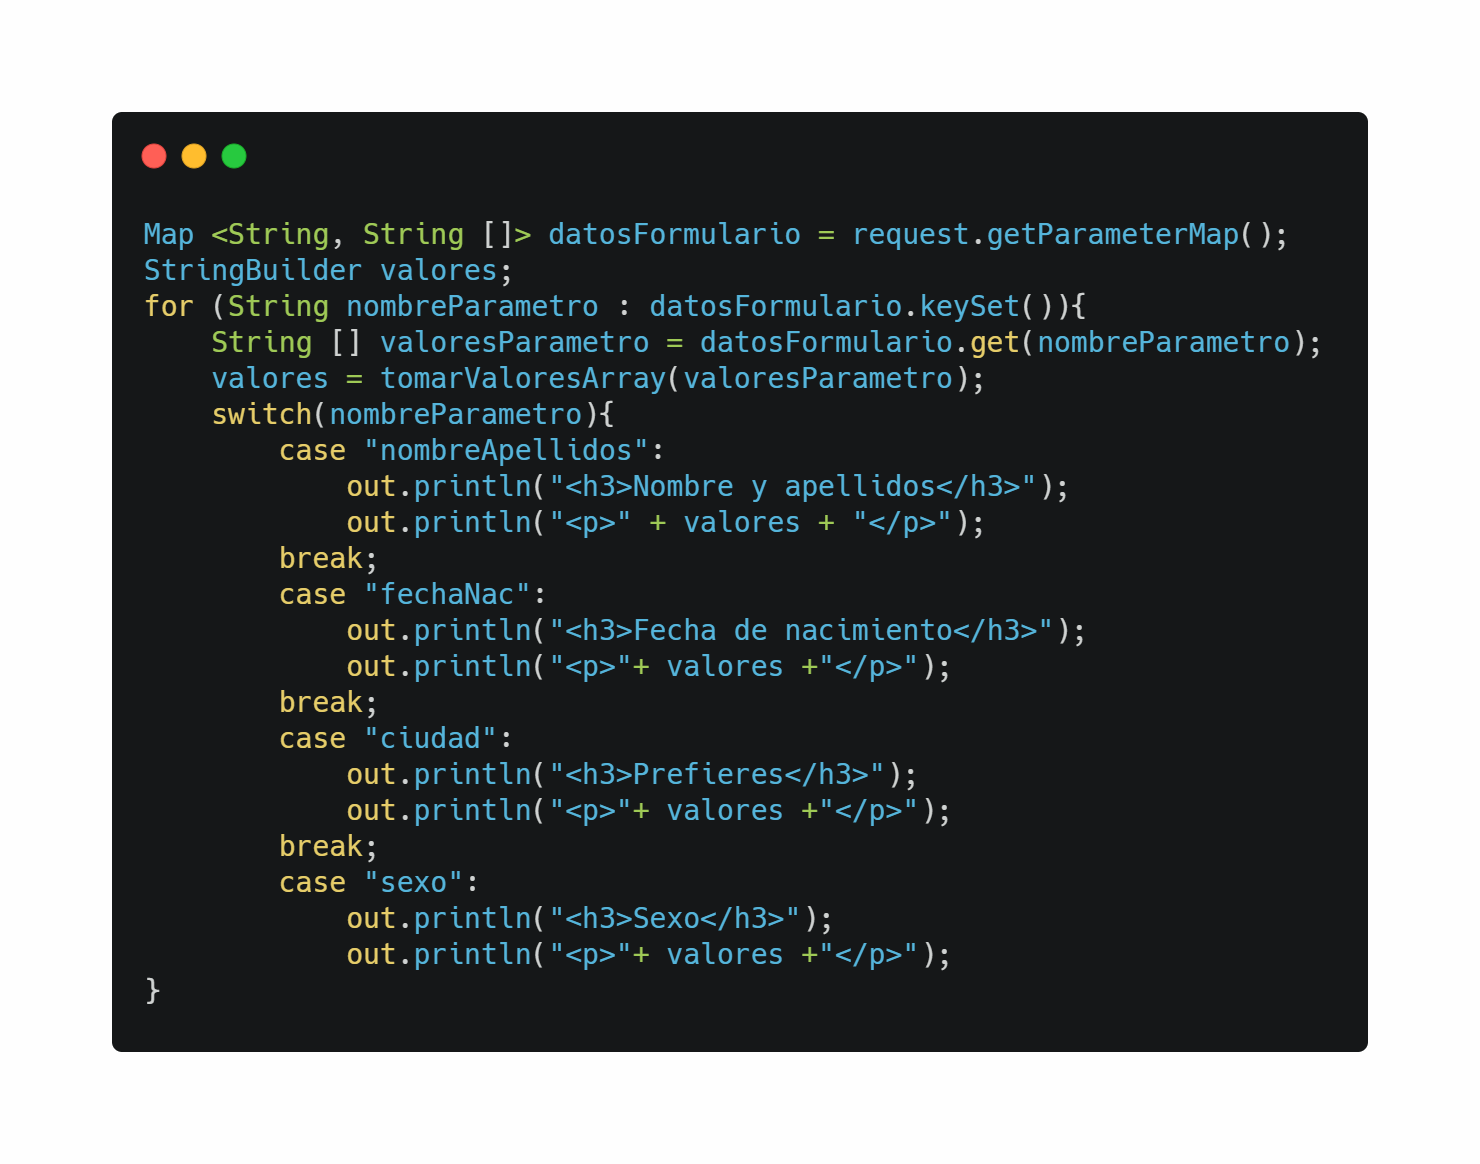 Map <String, String []> datosFormulario = request.getParameterMap();
StringBuilder valores;
for (String nombreParametro : datosFormulario.keySet()){
    String [] valoresParametro = datosFormulario.get(nombreParametro);
    valores = tomarValoresArray(valoresParametro);
    switch(nombreParametro){
        case "nombreApellidos":
            out.println("<h3>Nombre y apellidos</h3>");
            out.println("<p>" + valores + "</p>");
        break;
        case "fechaNac":
            out.println("<h3>Fecha de nacimiento</h3>");
            out.println("<p>"+ valores +"</p>");
        break;
        case "ciudad":
            out.println("<h3>Prefieres</h3>");
            out.println("<p>"+ valores +"</p>");
        break;
        case "sexo":
            out.println("<h3>Sexo</h3>");
            out.println("<p>"+ valores +"</p>");
}